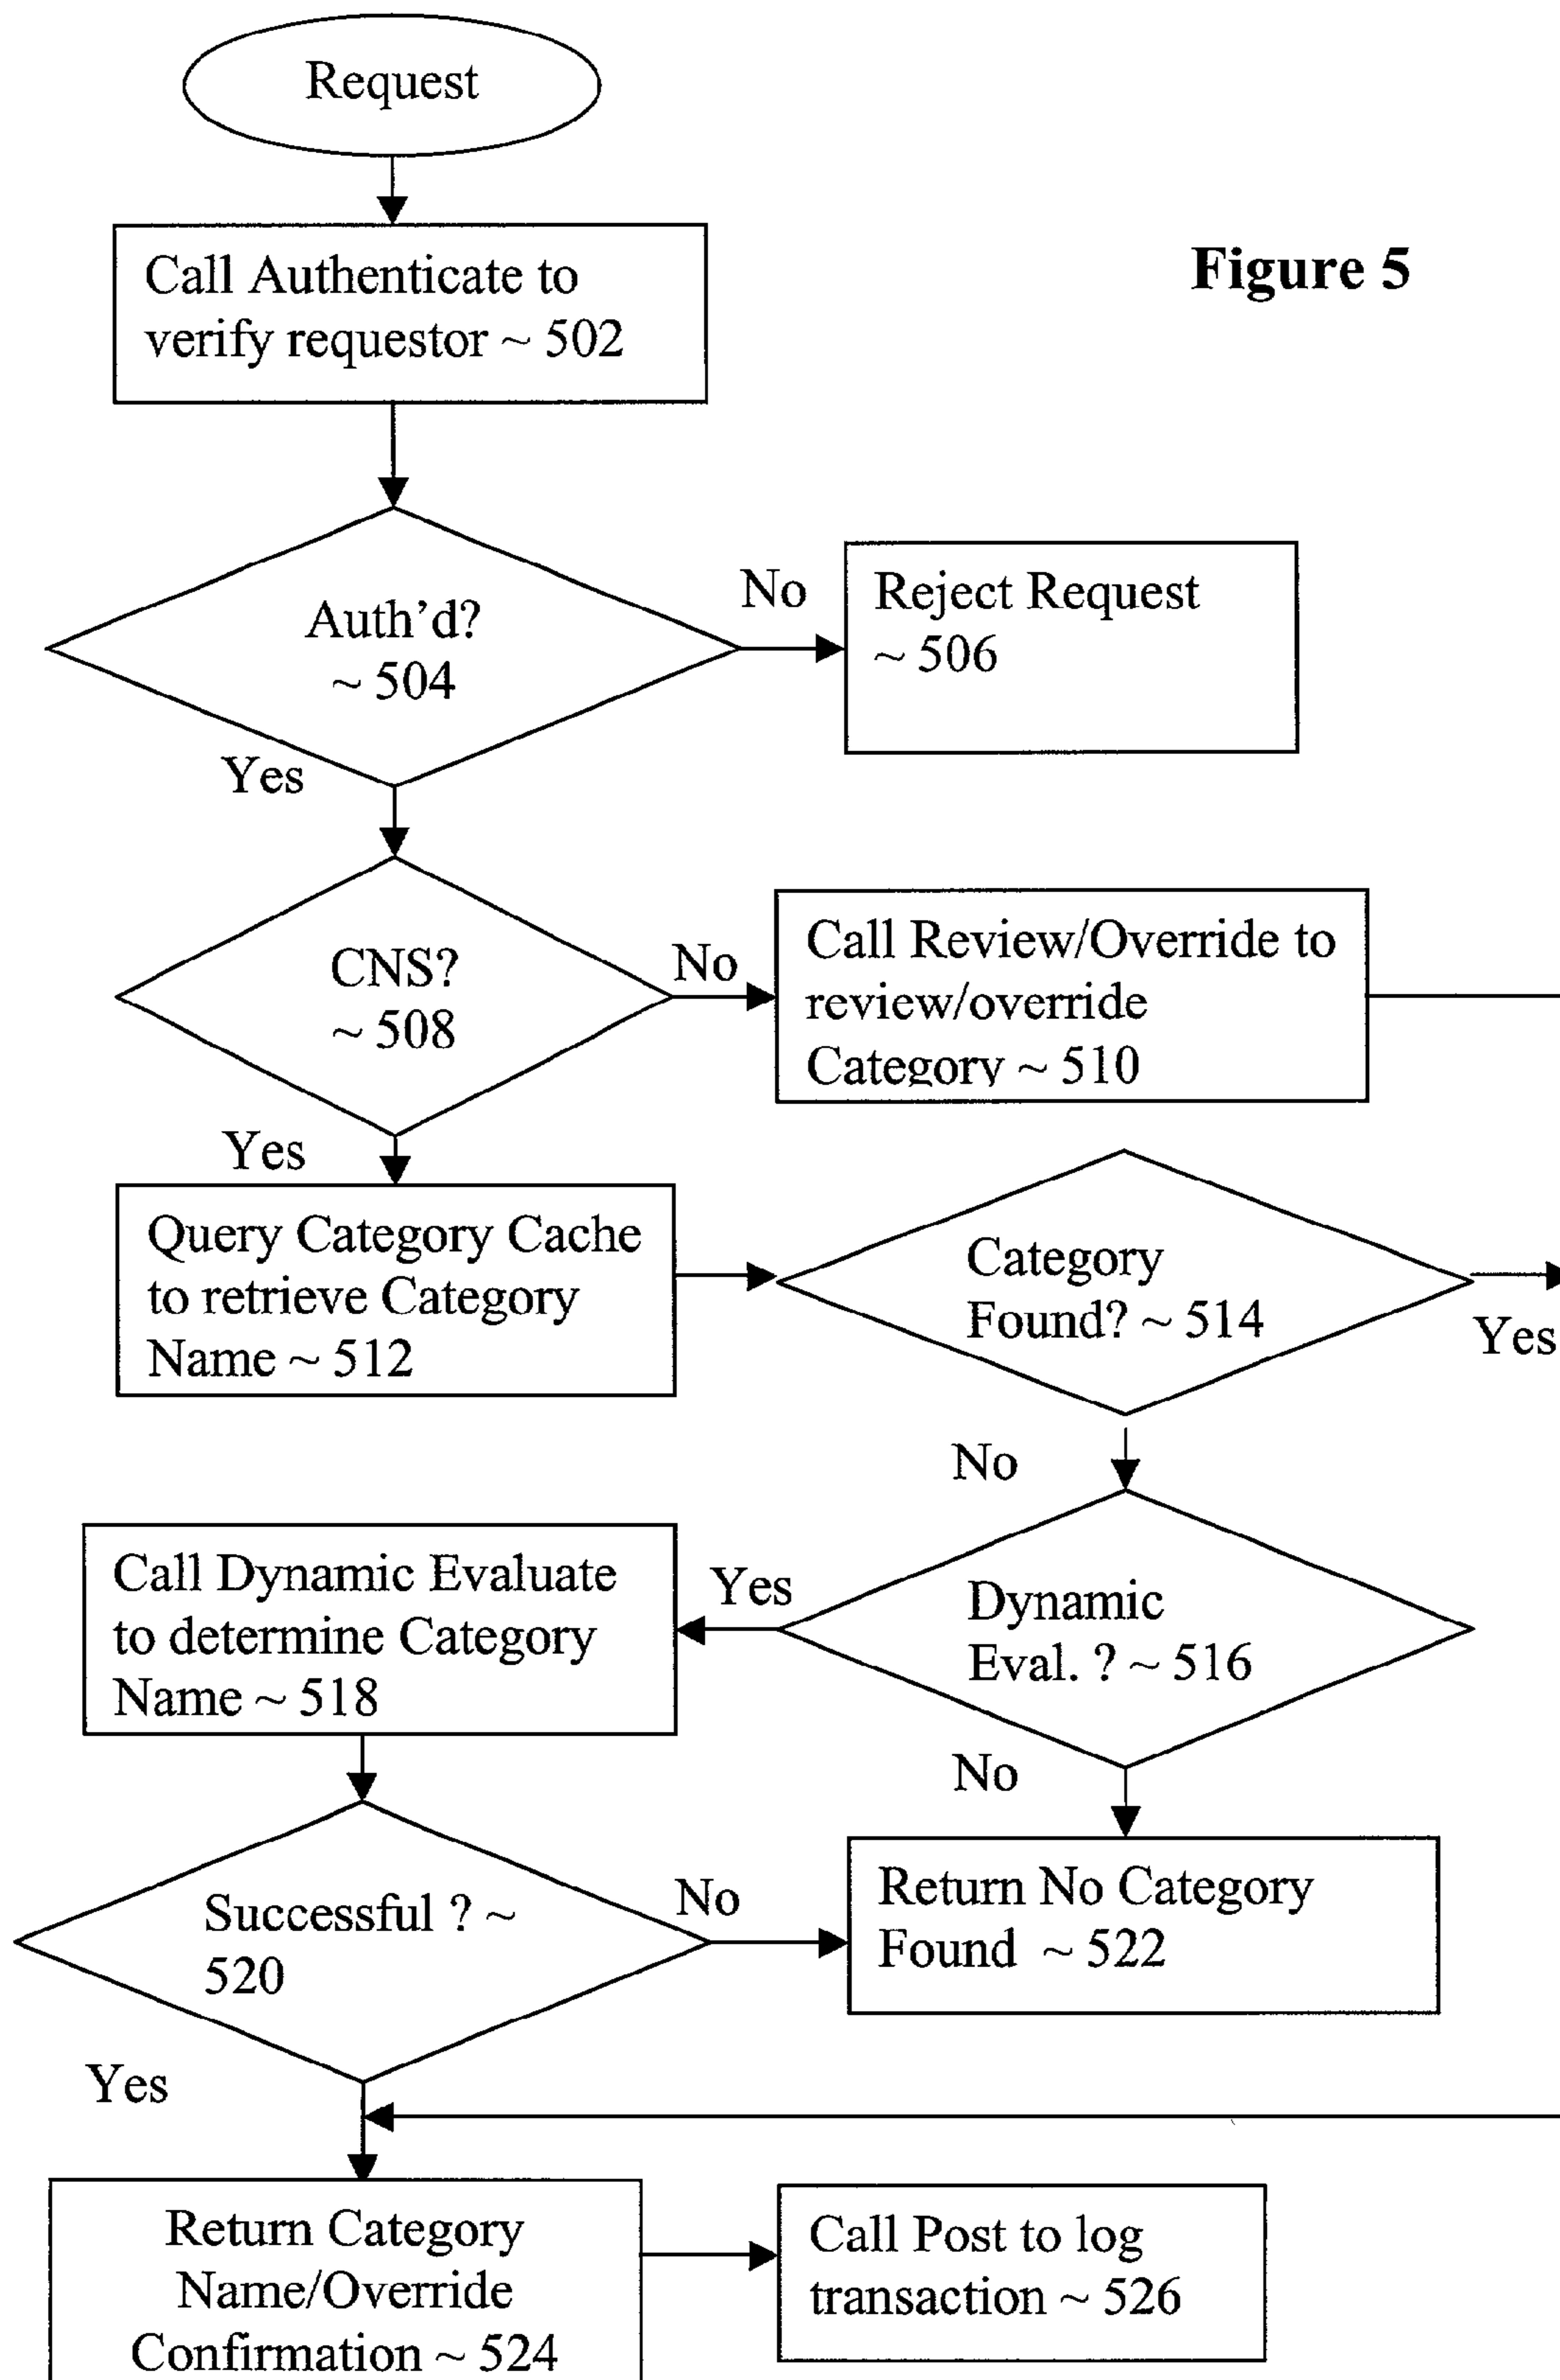 Request
Figure 5
Call Authenticate to
verify requestor ~ 502
Auth'd?
~ 504
No
Reject Request
~ 506
Yes
CNS?
~ 508
No
Call Review/Override to
review/override
Category ~ 510
Yes
Query Category Cache
to retrieve Category
Name ~ 512
Category
Found? ~ 514
Yes
No
Dynamic
Eval. ? ~ 516
Yes
Call Dynamic Evaluate
to determine Category
Name ~ 518
No
Successful ? ~
520
No
Return No Category
Found ~ 522
Yes
Return Category
Name/Override
Confirmation ~ 524
Call Post to log
transaction ~ 526